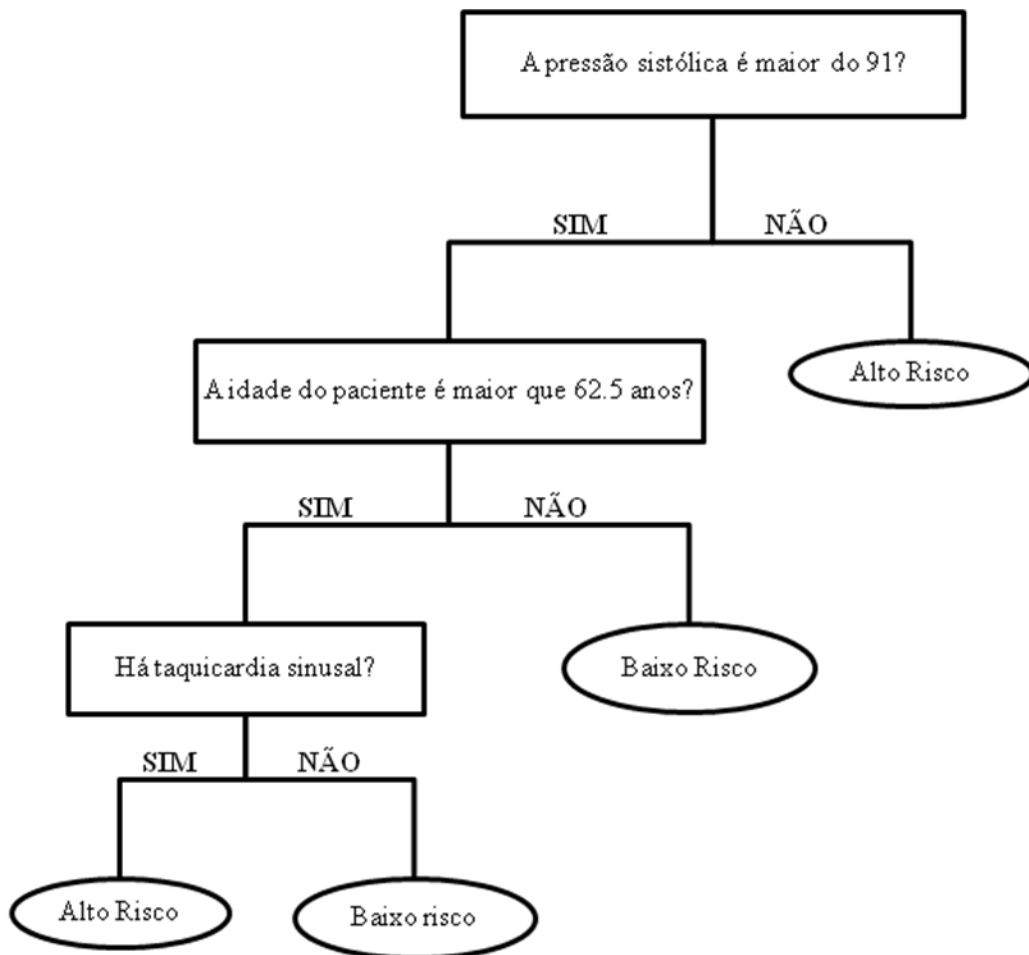 A pressão sistólica é maior do 91?
SIM
NÃO
A idade do paciente é maior que 62.5 anos?
Alto Risco
SIM
NÃO
Há taquicardia sinusal?
Baixo Risco
SIM
NÃO
Alto Risco
Baixo risco